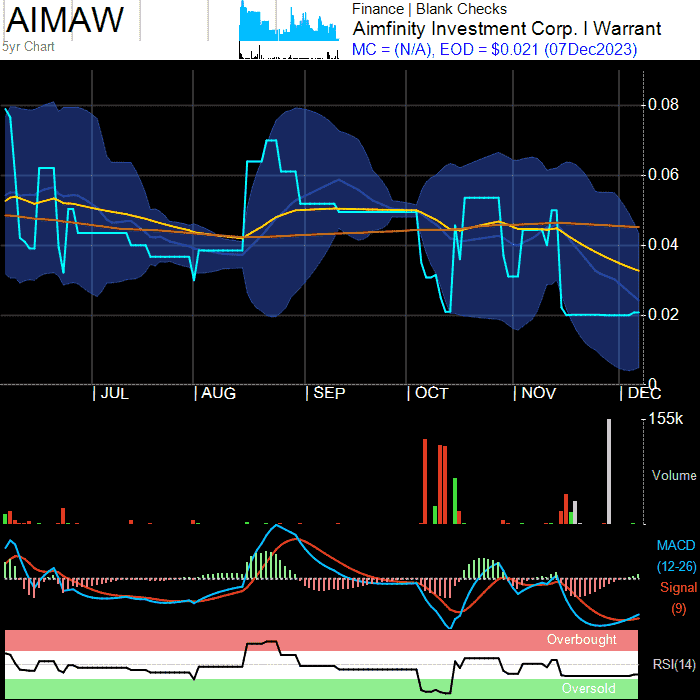 AIMAW
5yr Chart
Finance | Blank Checks
Aimfinity Investment Corp. I Warrant
MC = (N/A), EOD = $0.021 (07Dec2023)
0.08
0.06
0.04
0.02
0
JUL AUG SEP OCT NOV DEC
155k
Volume
MACD
(12-26)
Signal
(9)
Overbought
RSI(14)
Oversold